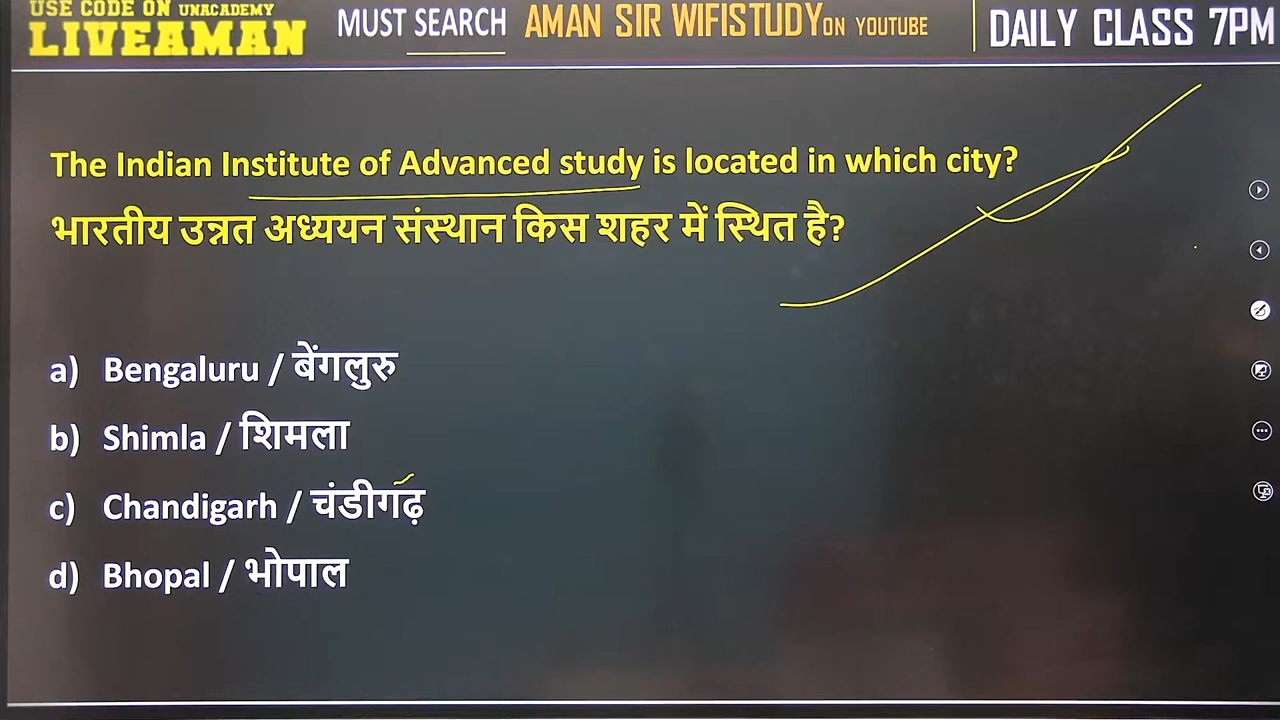 USE CODE ON UNACADEMY
LIVEAMAN
MUST SEARCH AMAN SIR WIFISTUDY ON YOUTUBE
DAILY CLASS 7PM
The Indian Institute of Advanced study is located in which city?
भारतीय उन्नत अध्ययन संस्थान किस शहर में स्थित है?
a) Bengaluru / बेंगलुरु
b) Shimla / शिमला
c) Chandigarh / चंडीगढ़
d) Bhopal / भोपाल